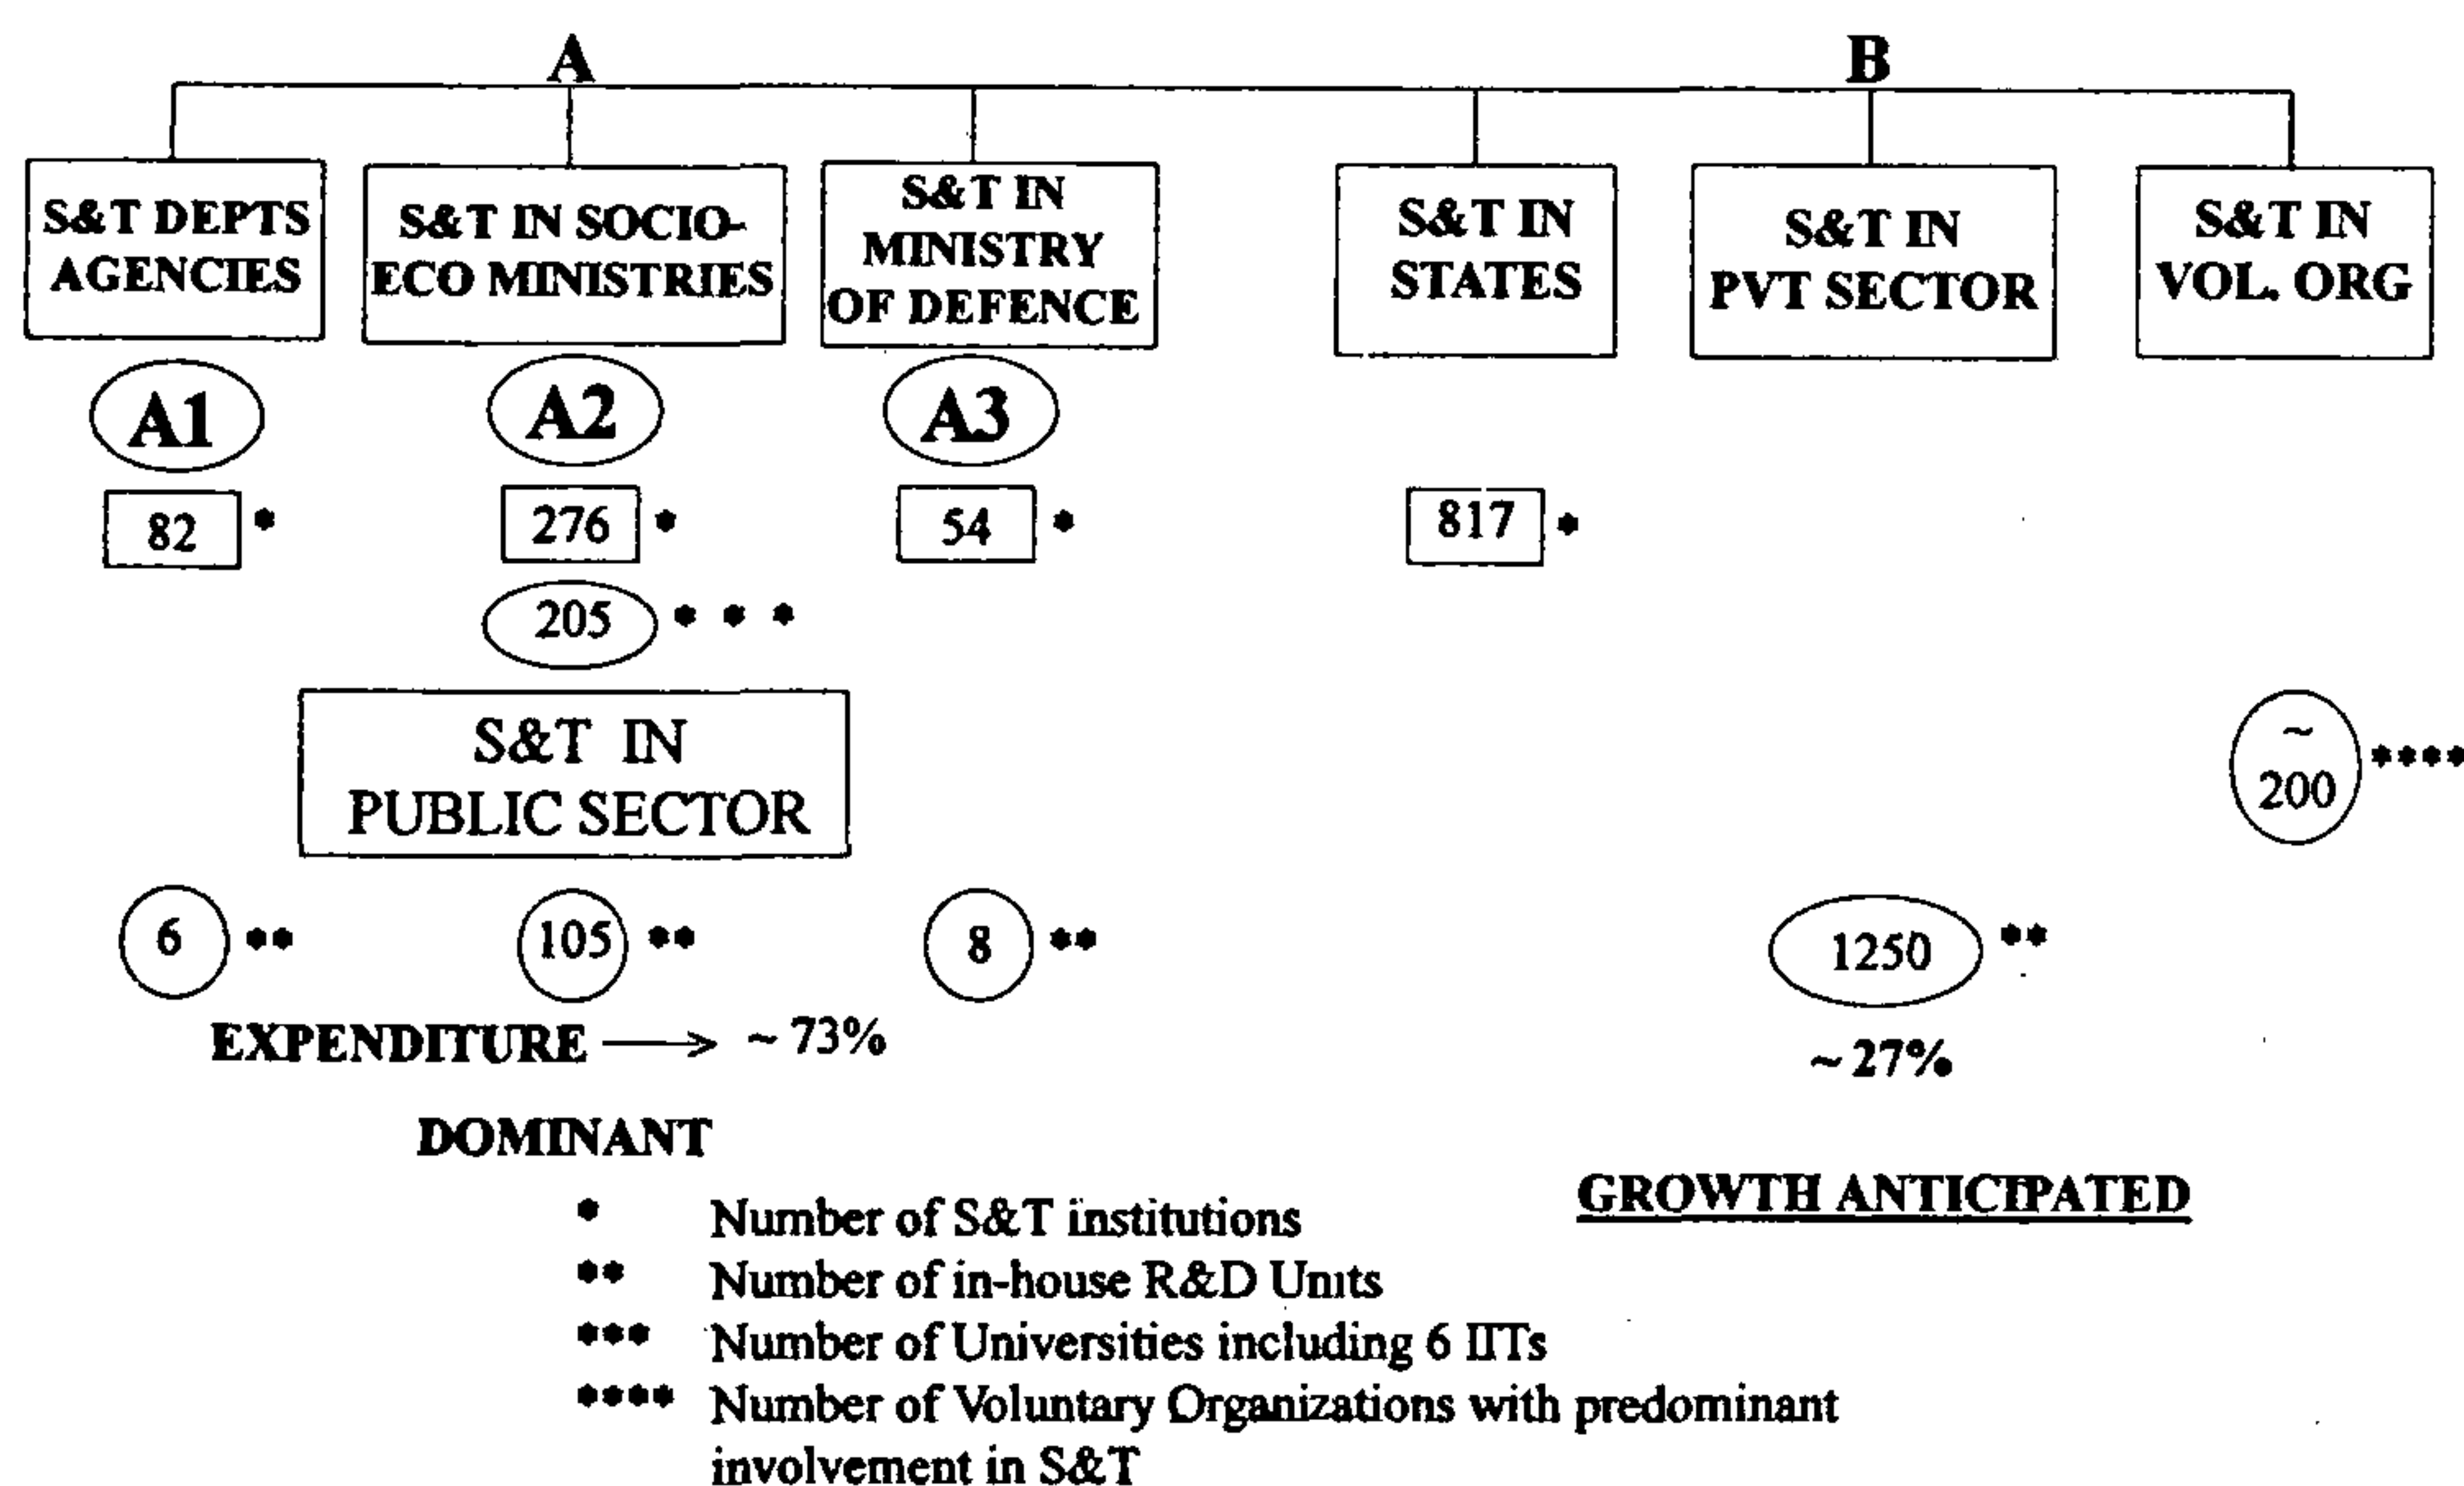 A
B
S&T DEPTS
AGENCIES
S&T IN SOCIO-
ECO MINISTRIES
S&T IN
MINISTRY
OF DEFENCE
S&T IN
STATES
S&T IN
PVT SECTOR
S&T IN
VOL. ORG
A1
A2
A3
82 *
276 *
54 *
817 *
205 * * *
S&T IN
PUBLIC SECTOR
~
200 ****
6 **
105 **
8 **
1250 **
EXPENDITURE → ~ 73%
~ 27%
DOMINANT
GROWTH ANTICIPATED
* Number of S&T institutions
** Number of in-house R&D Units
*** Number of Universities including 6 IITs
**** Number of Voluntary Organizations with predominant
involvement in S&T